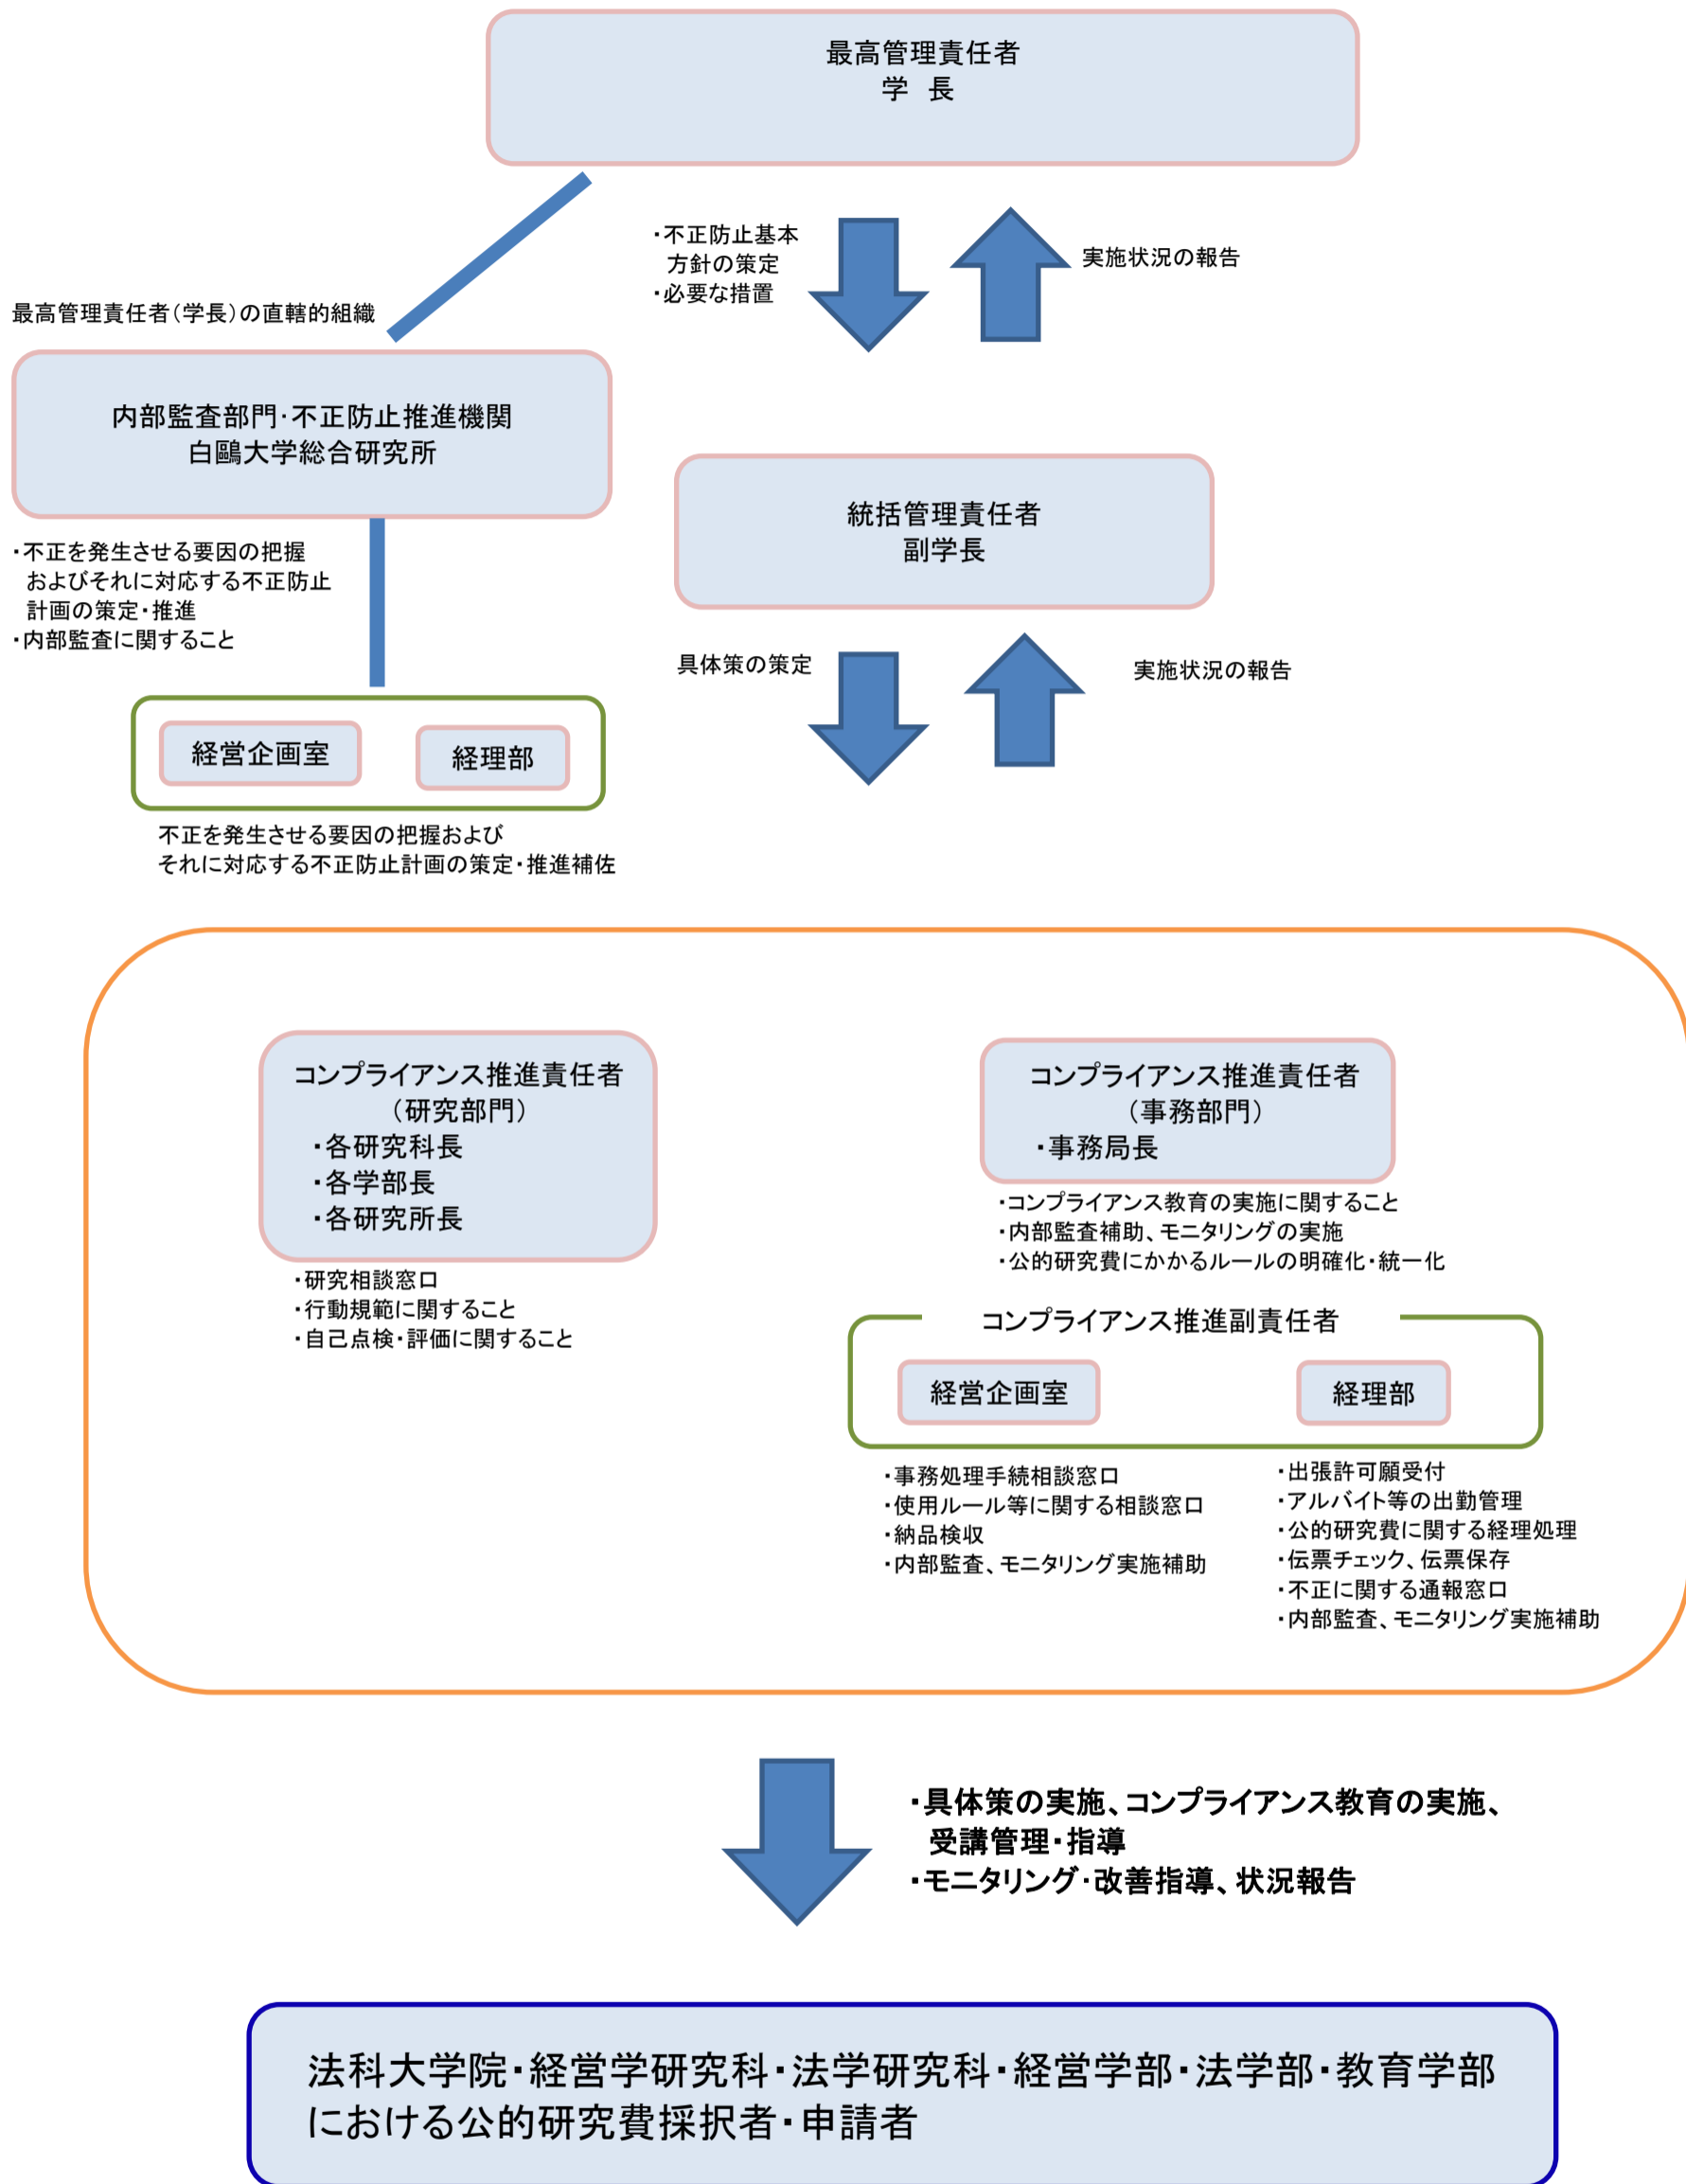 最高管理責任者
学 長
・不正防止基本
方針の策定
・必要な措置
実施状況の報告
最高管理責任者(学長)の直轄的組織
内部監査部門・不正防止推進機関
白鷗大学総合研究所
・不正を発生させる要因の把握
およびそれに対応する不正防止
計画の策定・推進
・内部監査に関すること
統括管理責任者
副学長
具体策の策定
実施状況の報告
経営企画室
経理部
不正を発生させる要因の把握および
それに対応する不正防止計画の策定・推進補佐
コンプライアンス推進責任者
(研究部門)
・各研究科長
・各学部長
・各研究所長
・研究相談窓口
・行動規範に関すること
・自己点検・評価に関すること
コンプライアンス推進責任者
(事務部門)
・事務局長
・コンプライアンス教育の実施に関すること
・内部監査補助、モニタリングの実施
・公的研究費にかかるルールの明確化・統一化
コンプライアンス推進副責任者
経営企画室
経理部
・事務処理手続相談窓口
・使用ルール等に関する相談窓口
・納品検収
・内部監査、モニタリング実施補助
・出張許可願受付
・アルバイト等の出勤管理
・公的研究費に関する経理処理
・伝票チェック、伝票保存
・不正に関する通報窓口
・内部監査、モニタリング実施補助
・具体策の実施、コンプライアンス教育の実施、
受講管理・指導
・モニタリング・改善指導、状況報告
法科大学院・経営学研究科・法学研究科・経営学部・法学部・教育学部
における公的研究費採択者・申請者